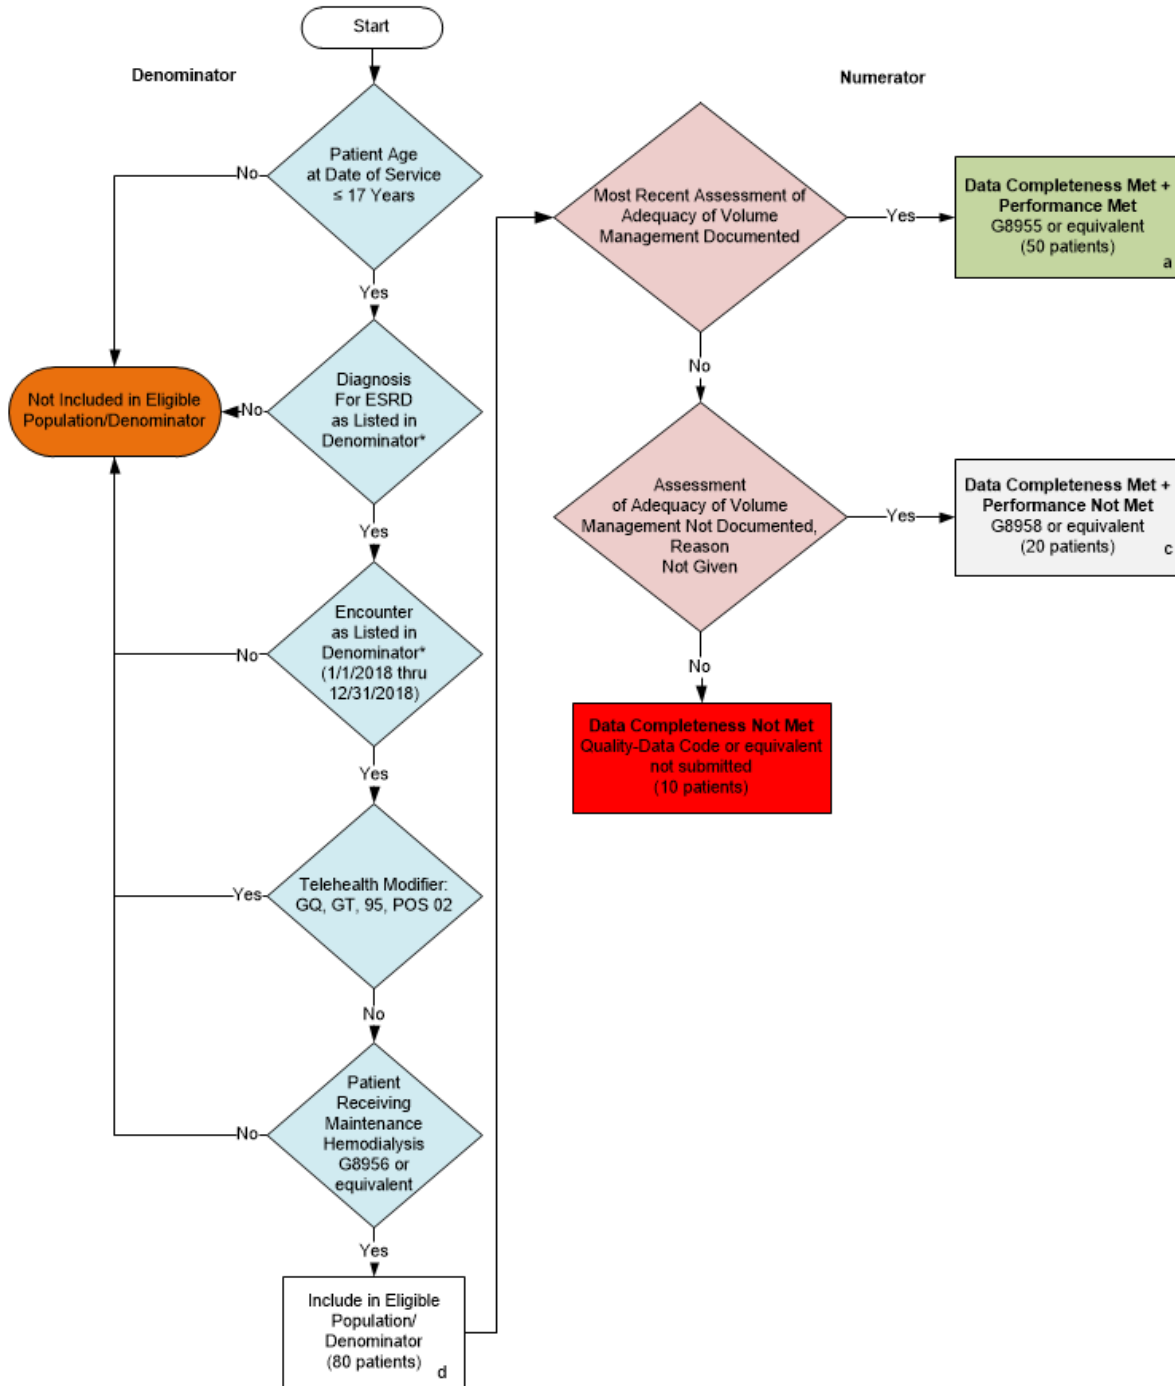 Start
Denominator
Patient Age
at Date of Service
≤ 17 Years
No
Yes
Diagnosis
For ESRD
as Listed in
Denominator*
No
Not Included in Eligible
Population/Denominator
Yes
Encounter
as Listed in
Denominator*
(1/1/2018 thru
12/31/2018)
No
Yes
Telehealth Modifier:
GQ, GT, 95, POS 02
Yes
No
Patient
Receiving
Maintenance
Hemodialysis
G8956 or
equivalent
No
Yes
Include in Eligible
Population/
Denominator
(80 patients)
d
Numerator
Most Recent Assessment of
Adequacy of Volume
Management Documented
Yes
Data Completeness Met +
Performance Met
G8955 or equivalent
(50 patients)
a
No
Assessment
of Adequacy of Volume
Management Not Documented,
Reason
Not Given
Yes
Data Completeness Met +
Performance Not Met
G8958 or equivalent
(20 patients)
c
No
Data Completeness Not Met
Quality-Data Code or equivalent
not submitted
(10 patients)